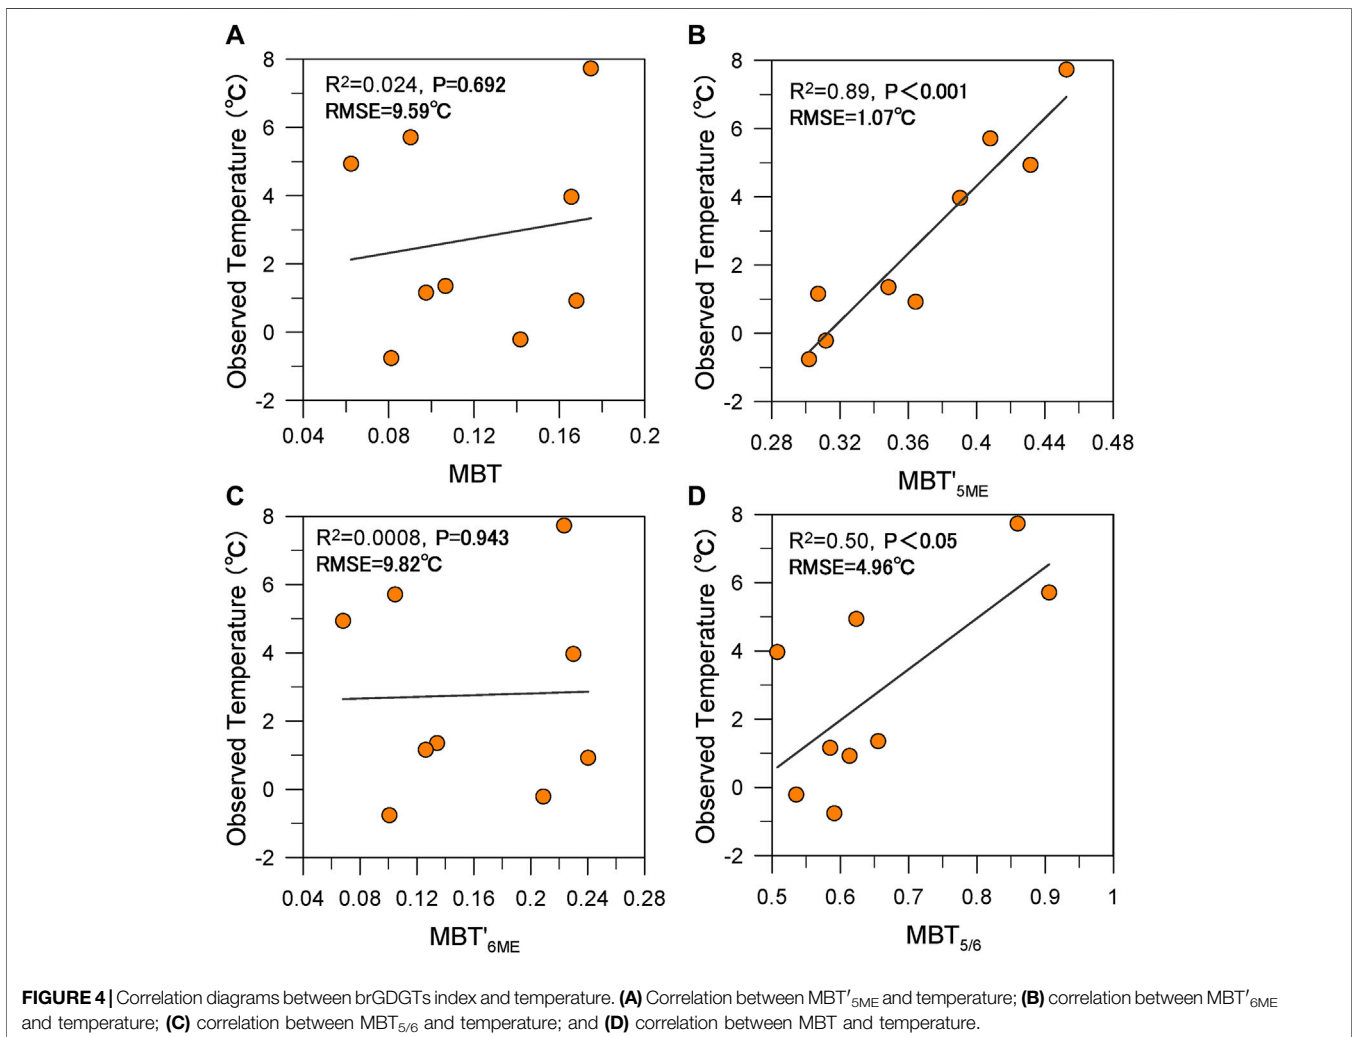 A
R²=0.024, P=0.692
RMSE=9.59℃
Observed Temperature (℃)
8
6
4
2
0
-2
0.04 0.08 0.12 0.16 0.2
MBT
B
R²=0.89, P＜0.001
RMSE=1.07℃
Observed Temperature (℃)
8
6
4
2
0
-2
0.28 0.32 0.36 0.4 0.44 0.48
MBT'5ME
C
R²=0.0008, P=0.943
RMSE=9.82℃
Observed Temperature (℃)
8
6
4
2
0
-2
0.04 0.08 0.12 0.16 0.2 0.24 0.28
MBT'6ME
D
R²=0.50, P＜0.05
RMSE=4.96℃
Observed Temperature (℃)
8
6
4
2
0
-2
0.5 0.6 0.7 0.8 0.9 1
MBT5/6
FIGURE 4 | Correlation diagrams between brGDGTs index and temperature. (A) Correlation between MBT′5ME and temperature; (B) correlation between MBT′6ME
and temperature; (C) correlation between MBT5/6 and temperature; and (D) correlation between MBT and temperature.